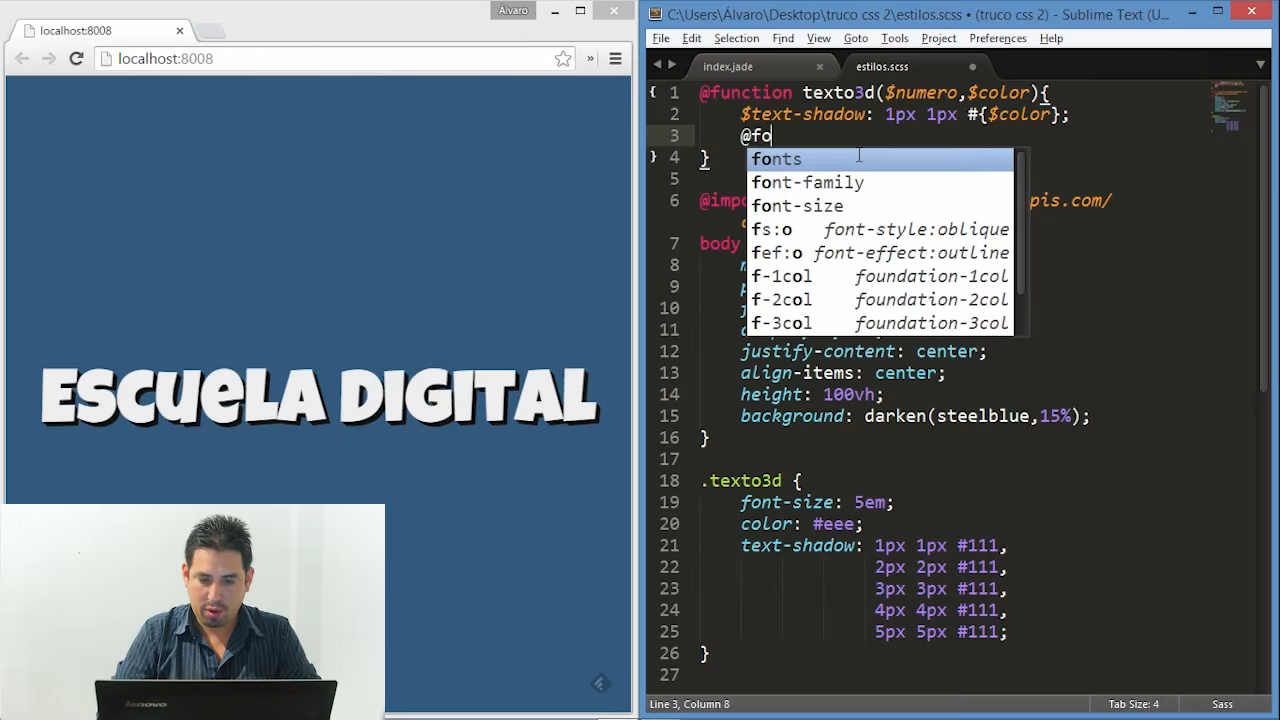 Álvaro
localhost:8008
localhost:8008
»
ESCUELA DIGITAL
lenovo
C:\Users\Álvaro\Desktop\truco css 2\estilos.scss • (truco css 2) - Sublime Text (U...
File Edit Selection Find View Goto Tools Project Preferences Help
index.jade estilos.scss
1 @function texto3d($numero,$color){
2 $text-shadow: 1px 1px #{$color};
3 @fo
4 }
fonts
font-family
font-size
fs:o font-style:oblique
fef:o font-effect:outline
f-1col foundation-1col
f-2col foundation-2col
f-3col foundation-3col
5
6 @impo pis.com/
7 body
8
9
10
11
12 justify-content: center;
13 align-items: center;
14 height: 100vh;
15 background: darken(steelblue,15%);
16 }
17
18 .texto3d {
19 font-size: 5em;
20 color: #eee;
21 text-shadow: 1px 1px #111,
22 2px 2px #111,
23 3px 3px #111,
24 4px 4px #111,
25 5px 5px #111;
26 }
27
Line 3, Column 8 Tab Size: 4 Sass